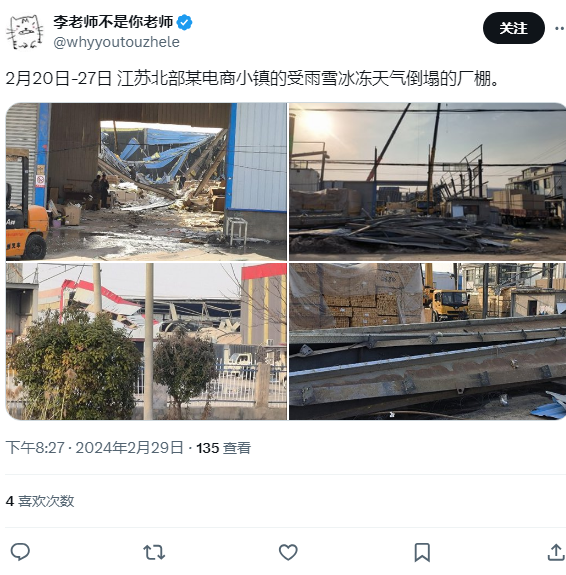 李老师不是你老师
关注
@whyyoutouzhele
2月20日-27日 江苏北部某电商小镇的受雨雪冰冻天气倒塌的厂棚。
下午8:27 · 2024年2月29日 · 135 查看
4 喜欢次数